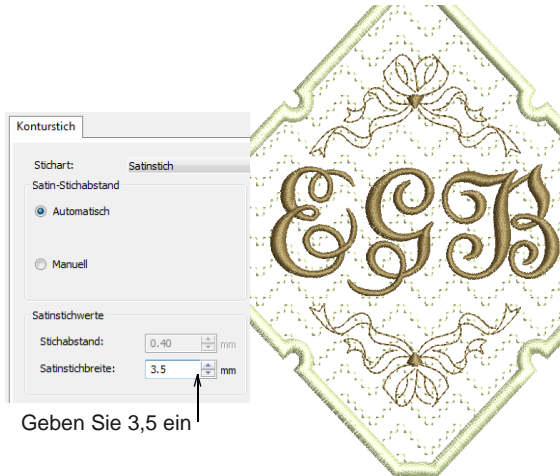 Konturstich
Stichart: Satinstich
Satin-Stichabstand
Automatisch
Manuell
Satinstichwerte
Stichabstand: 0.40 mm
Satinstichbreite: 3.5 mm
Geben Sie 3,5 ein
EGB